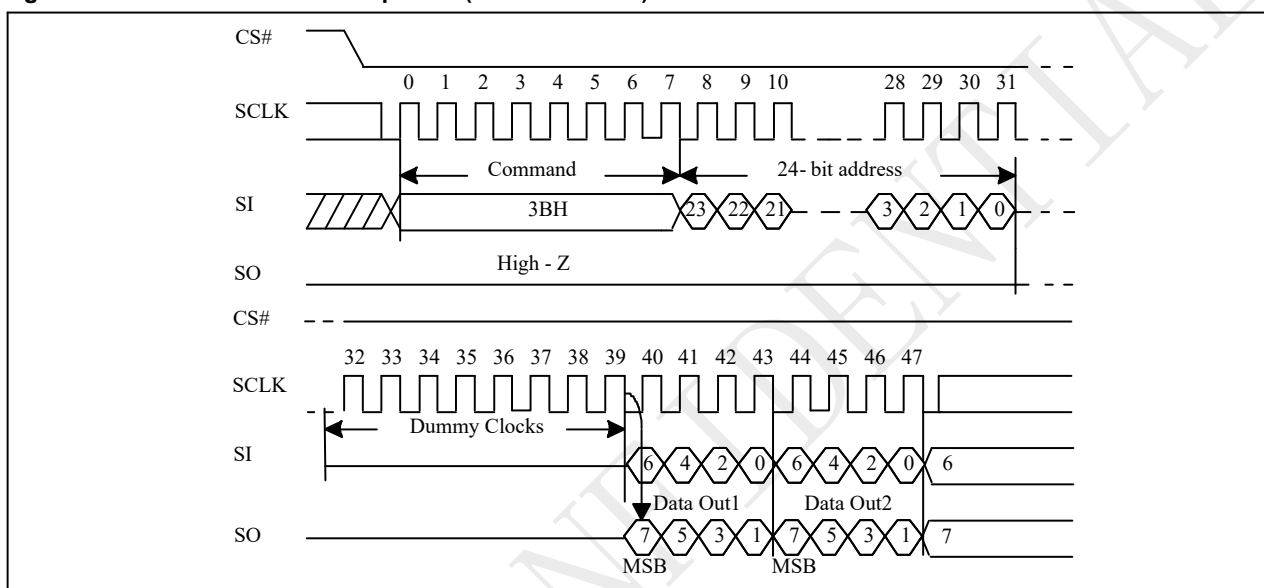 CS#
0 1 2 3 4 5 6 7 8 9 10 28 29 30 31
SCLK
Command 24- bit address
SI 3BH 23 22 21 3 2 1 0
High - Z
SO
CS#
32 33 34 35 36 37 38 39 40 41 42 43 44 45 46 47
SCLK
Dummy Clocks
SI 6 4 2 0 6 4 2 0 6
Data Out1 Data Out2
SO 7 5 3 1 7 5 3 1 7
MSB MSB